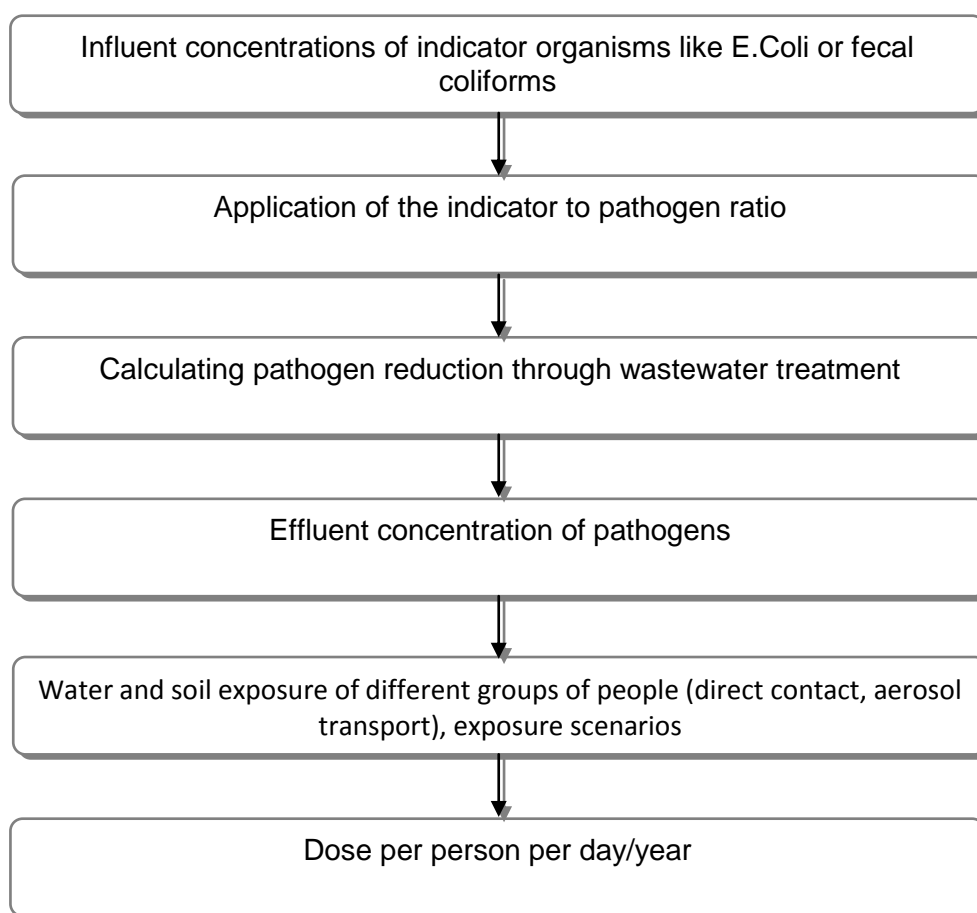 Influent concentrations of indicator organisms like E.Coli or fecal
coliforms
Application of the indicator to pathogen ratio
Calculating pathogen reduction through wastewater treatment
Effluent concentration of pathogens
Water and soil exposure of different groups of people (direct contact, aerosol
transport), exposure scenarios
Dose per person per day/year